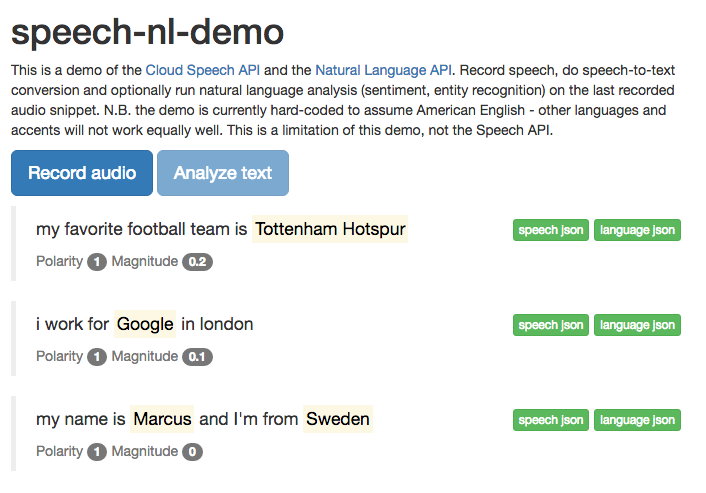 speech-nl-demo
This is a demo of the Cloud Speech API and the Natural Language API. Record speech, do speech-to-text
conversion and optionally run natural language analysis (sentiment, entity recognition) on the last recorded
audio snippet. N.B. the demo is currently hard-coded to assume American English - other languages and
accents will not work equally well. This is a limitation of this demo, not the Speech API.
Record audio Analyze text
my favorite football team is Tottenham Hotspur speech json language json
Polarity 1 Magnitude 0.2
i work for Google in london speech json language json
Polarity 1 Magnitude 0.1
my name is Marcus and I'm from Sweden speech json language json
Polarity 1 Magnitude 0